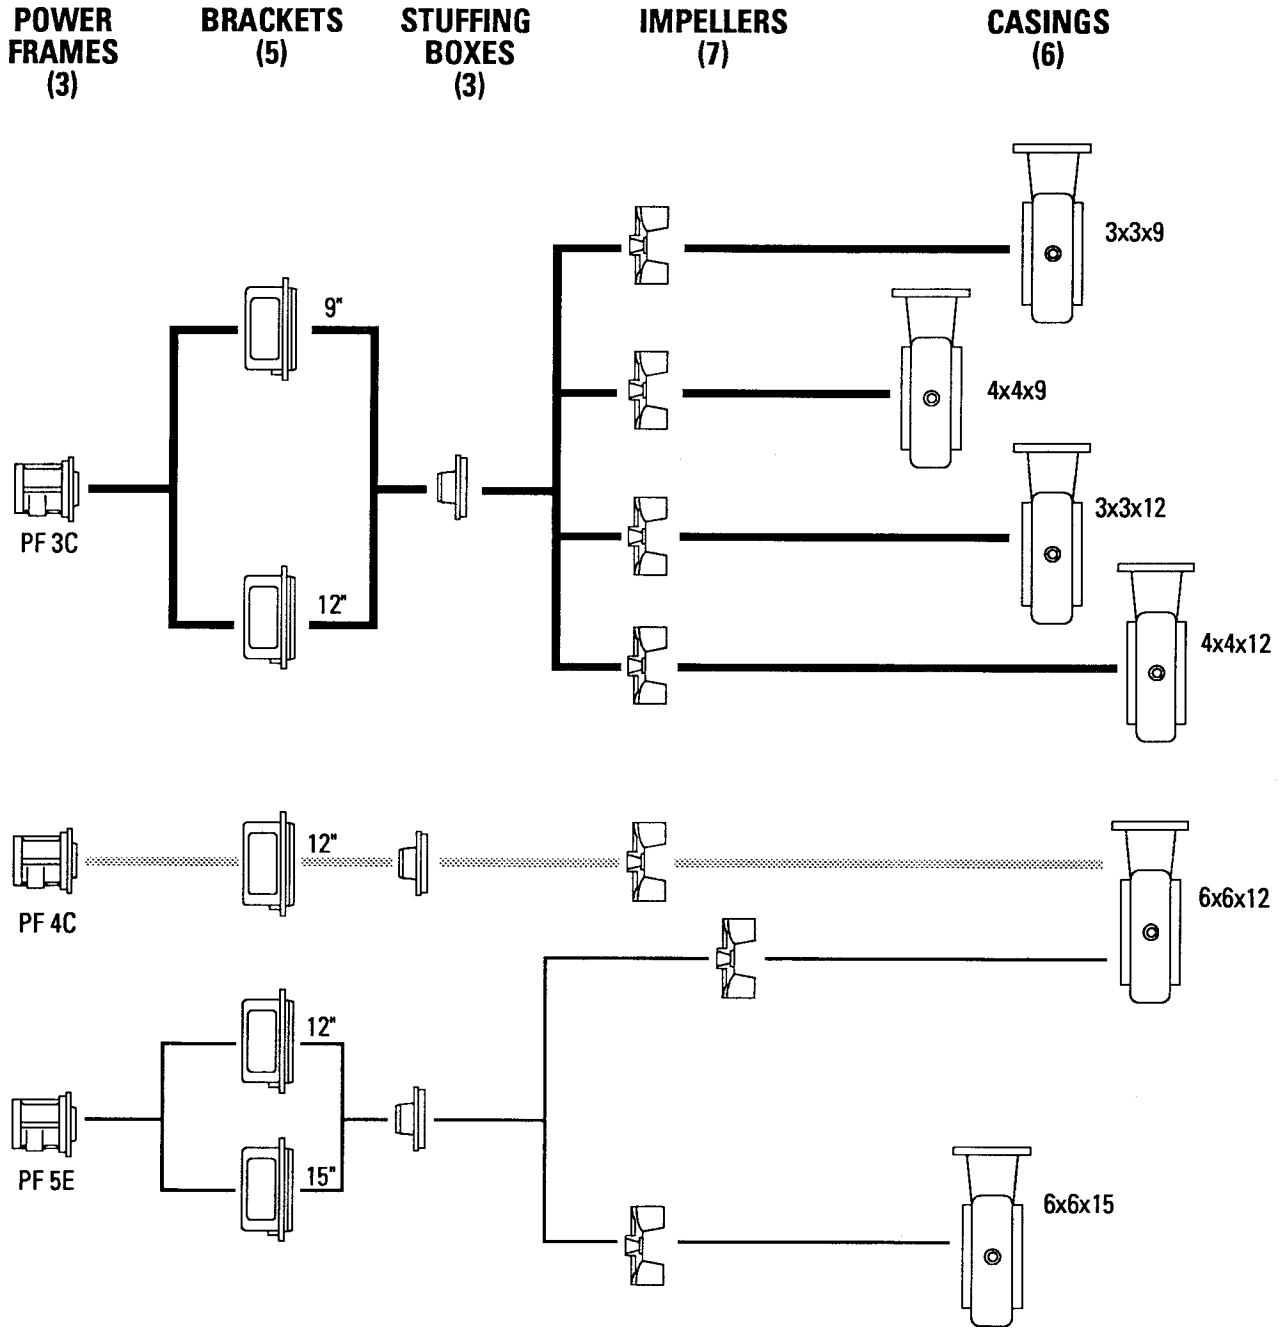 POWER
FRAMES
(3)
BRACKETS
(5)
STUFFING
BOXES
(3)
IMPELLERS
(7)
CASINGS
(6)
3x3x9
9"
4x4x9
3x3x12
PF 3C
12"
4x4x12
12"
6x6x12
PF 4C
12"
15"
PF 5E
6x6x15